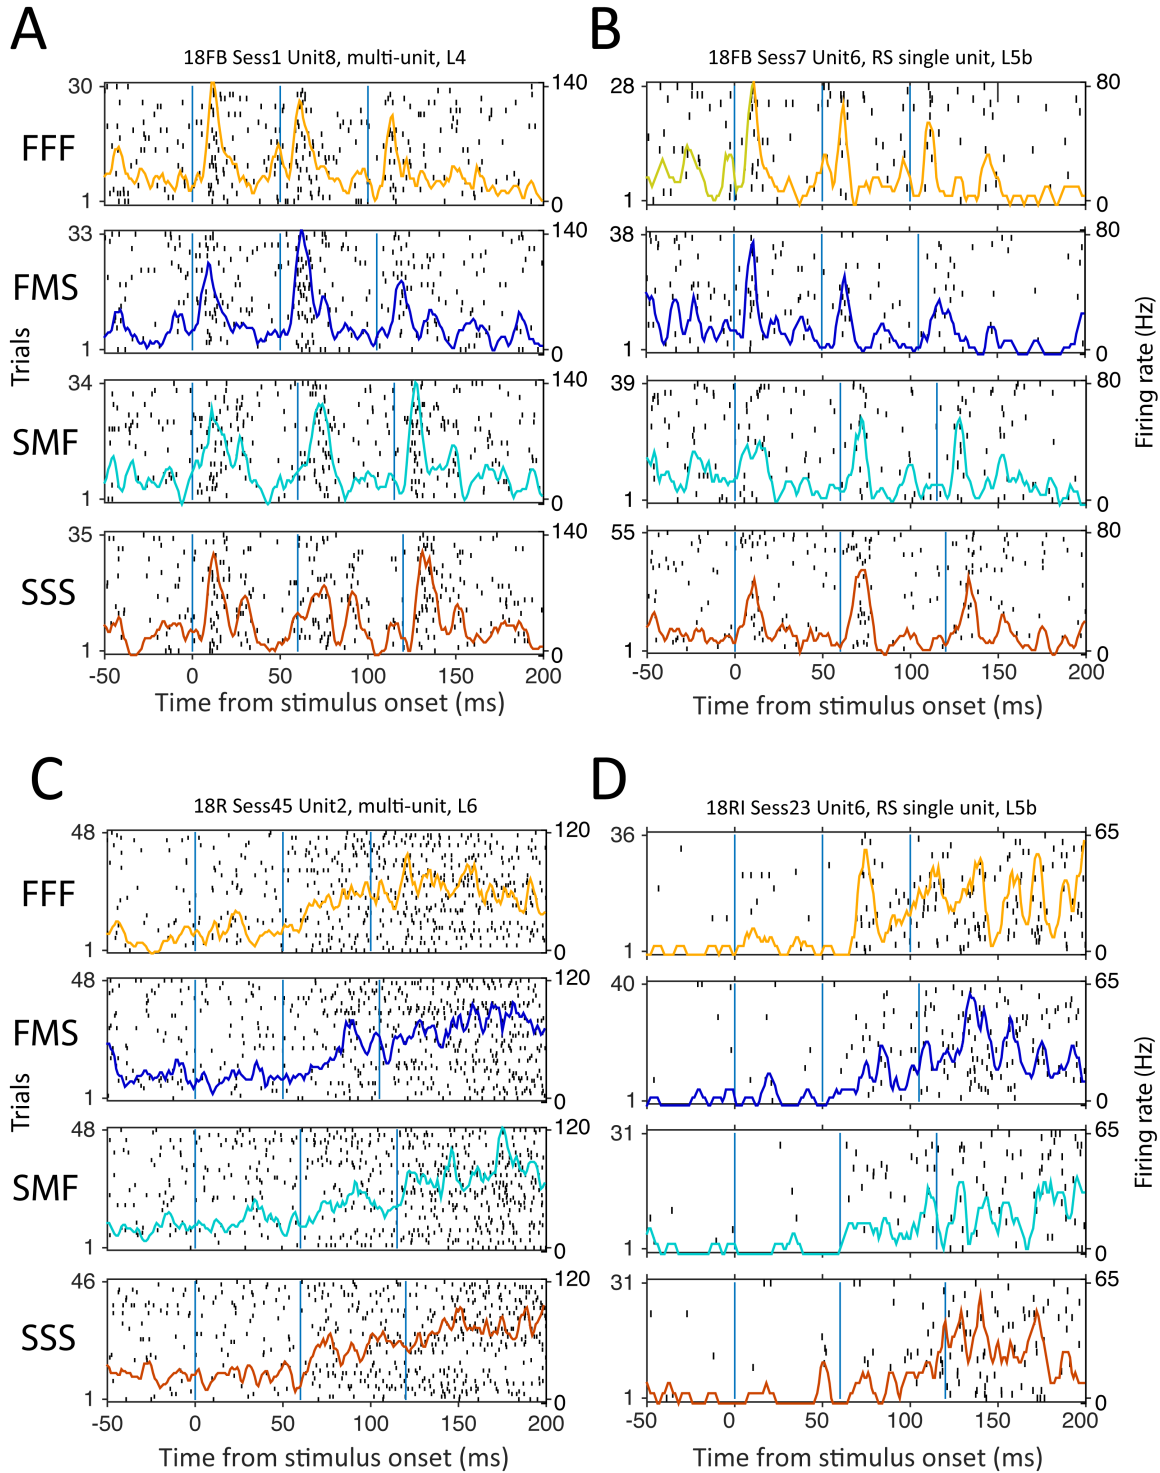 A
18FB Sess1 Unit8, multi-unit, L4
FFF
30
1
140
0
FMS
33
1
140
0
SMF
34
1
140
0
SSS
35
1
140
0
Trials
-50 0 50 100 150 200
Time from stimulus onset (ms)
B
18FB Sess7 Unit6, RS single unit, L5b
28
1
80
0
38
1
80
0
39
1
80
0
55
1
80
0
Firing rate (Hz)
-50 0 50 100 150 200
Time from stimulus onset (ms)
C
18R Sess45 Unit2, multi-unit, L6
FFF
48
1
120
0
FMS
48
1
120
0
SMF
48
1
120
0
SSS
46
1
120
0
Trials
-50 0 50 100 150 200
Time from stimulus onset (ms)
D
18RI Sess23 Unit6, RS single unit, L5b
36
1
65
0
40
1
65
0
31
1
65
0
31
1
65
0
Firing rate (Hz)
-50 0 50 100 150 200
Time from stimulus onset (ms)